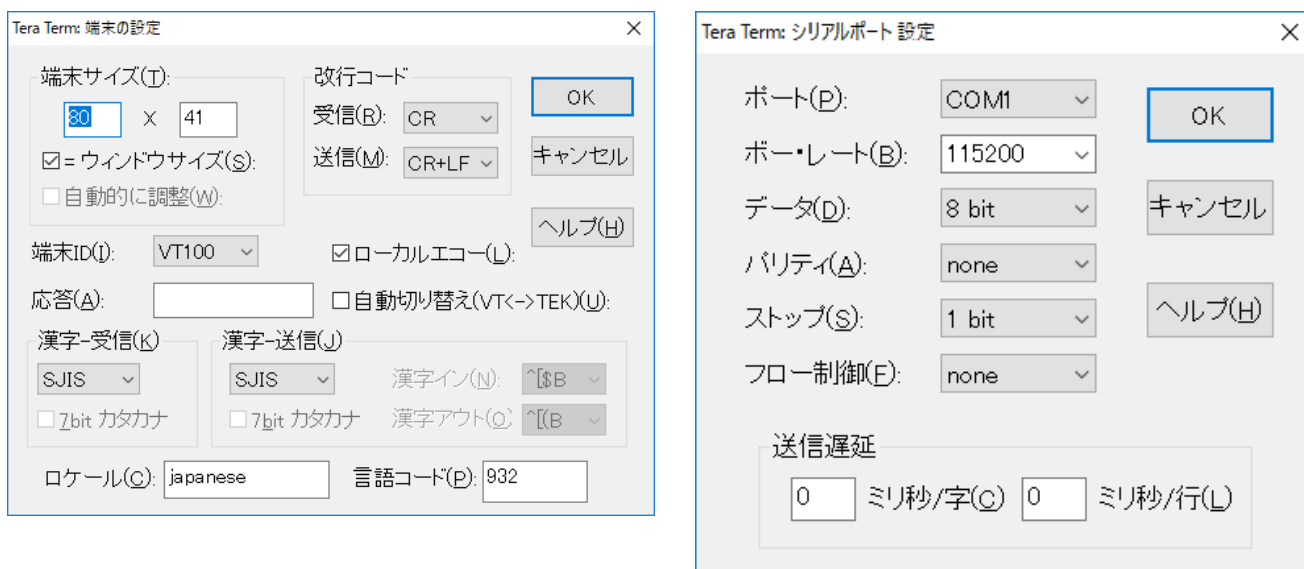 Tera Term: 端末の設定
端末サイズ(T):
80 X 41
☑= ウィンドウサイズ(S):
□自動的に調整(W):
改行コード
受信(R): CR
送信(M): CR+LF
OK
キャンセル
ヘルプ(H)
端末ID(I): VT100
☑ローカルエコー(L):
応答(A):
□自動切り替え(VT<->TEK)(U):
漢字-受信(K)
SJIS
□7bit カタカナ
漢字-送信(J)
SJIS
□7bit カタカナ
漢字イン(N): ^[$B
漢字アウト(O) ^[(B
ロケール(C): japanese
言語コード(P): 932
Tera Term: シリアルポート 設定
ポート(P): COM1
ボー・レート(B): 115200
データ(D): 8 bit
パリティ(A): none
ストップ(S): 1 bit
フロー制御(F): none
OK
キャンセル
ヘルプ(H)
送信遅延
0 ミリ秒/字(C) 0 ミリ秒/行(L)